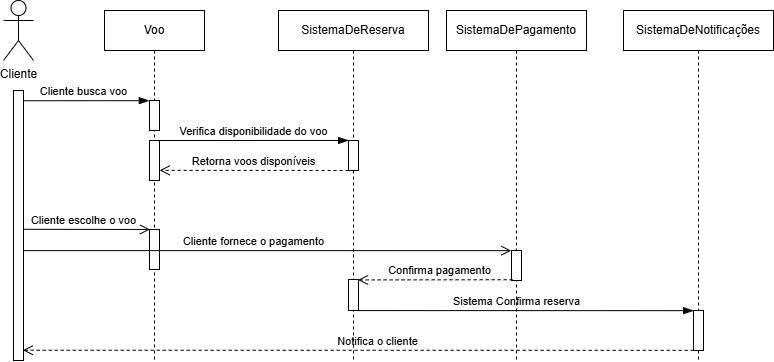 Voo
SistemaDeReserva
SistemaDePagamento
SistemaDeNotificações
Cliente
Cliente busca voo
Verifica disponibilidade do voo
Retorna voos disponíveis
Cliente escolhe o voo
Cliente fornece o pagamento
Confirma pagamento
Sistema Confirma reserva
Notifica o cliente